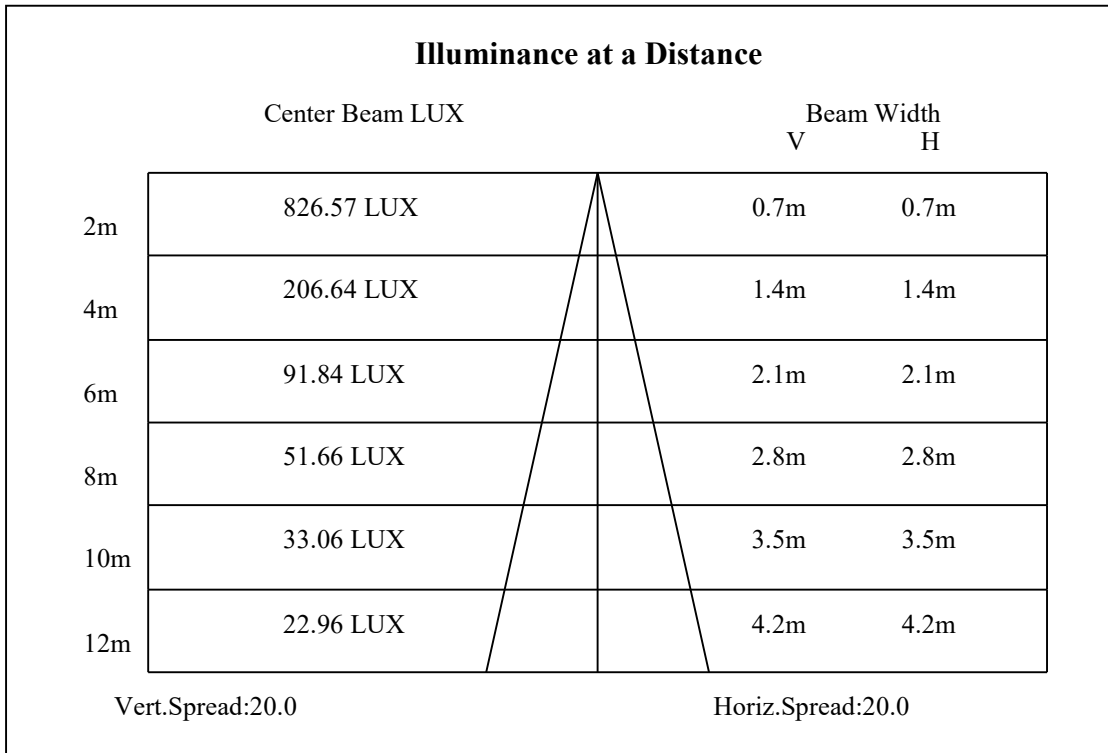 Illuminance at a Distance
Center Beam LUX Beam Width
V H
2m 826.57 LUX 0.7m 0.7m
4m 206.64 LUX 1.4m 1.4m
6m 91.84 LUX 2.1m 2.1m
8m 51.66 LUX 2.8m 2.8m
10m 33.06 LUX 3.5m 3.5m
12m 22.96 LUX 4.2m 4.2m
Vert.Spread:20.0 Horiz.Spread:20.0